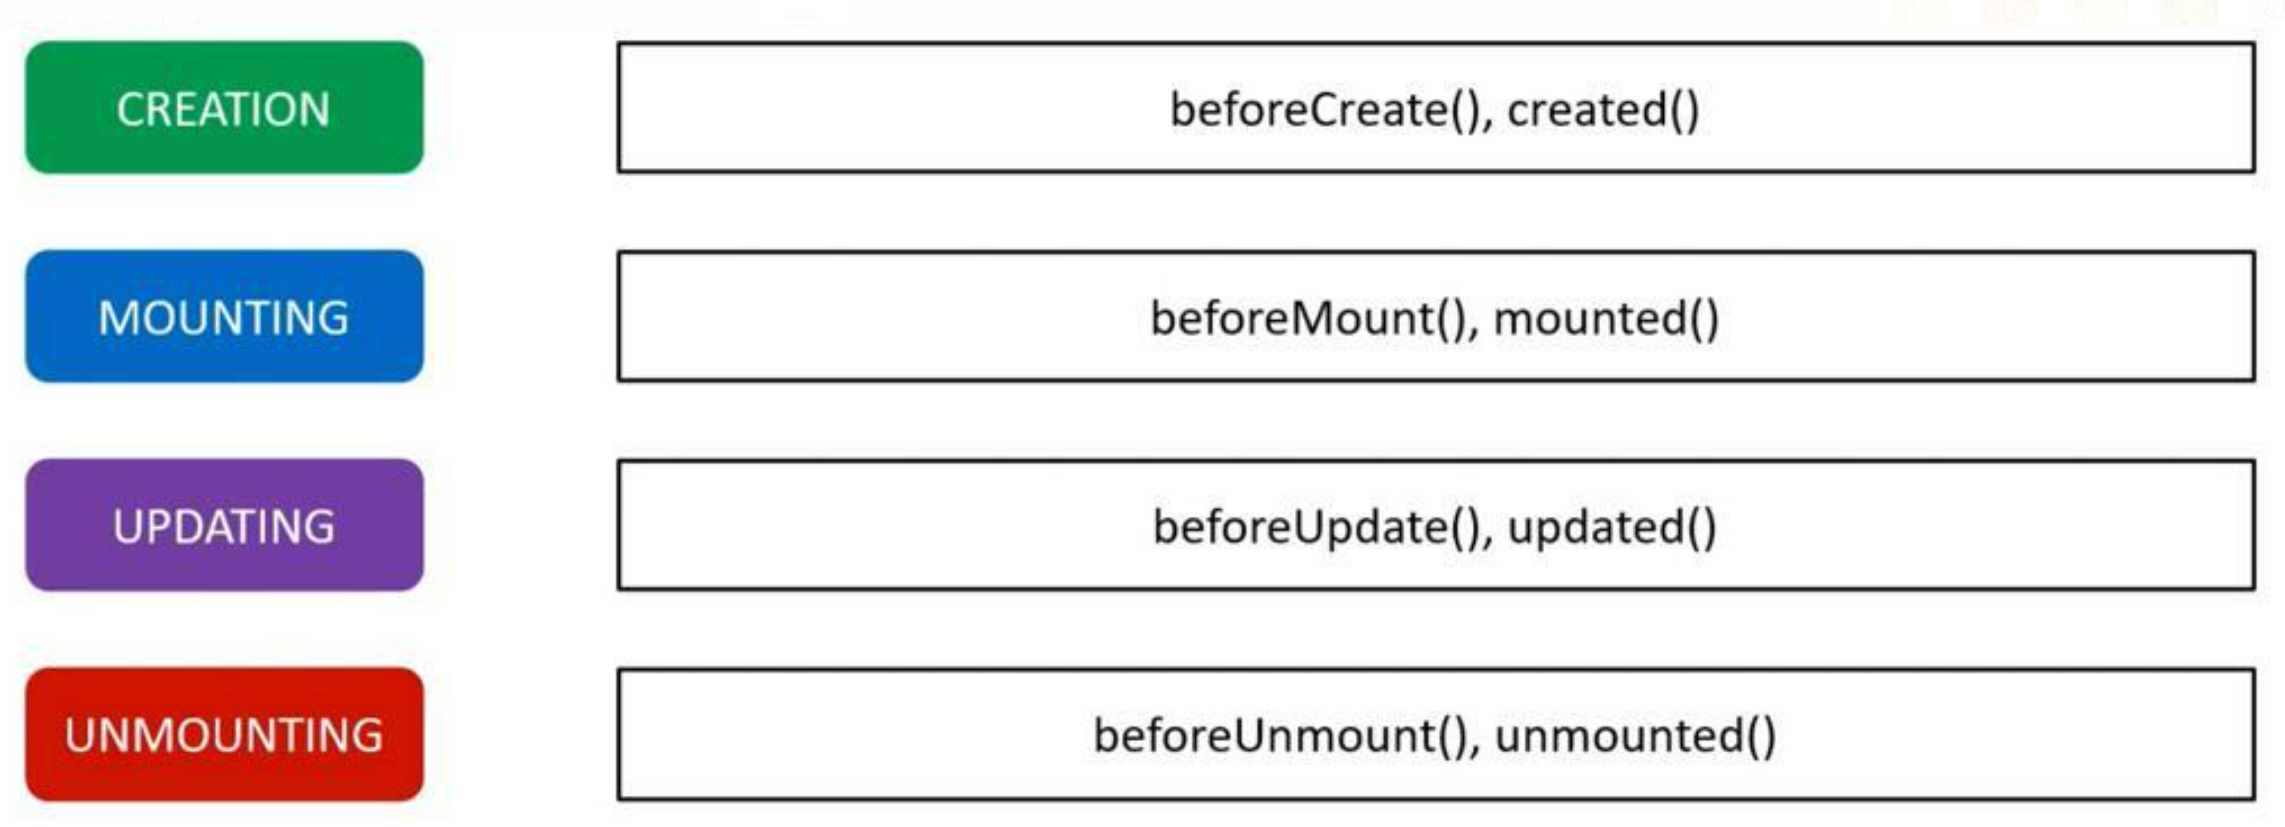 CREATION
beforeCreate(), created()
MOUNTING
beforeMount(), mounted()
UPDATING
beforeUpdate(), updated()
UNMOUNTING
beforeUnmount(), unmounted()